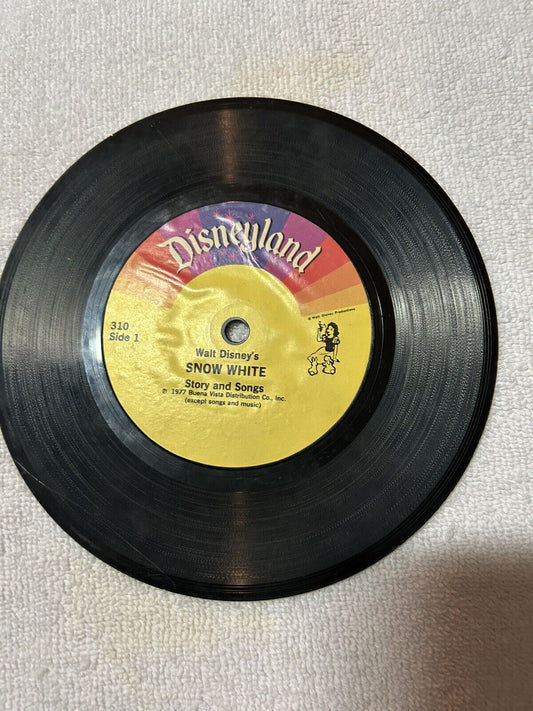 Disneyland
© Walt Disney Productions
310
Side 1
Walt Disney's
SNOW WHITE
Story and Songs
℗ 1977 Buena Vista Distribution Co., Inc.
(except songs and music)